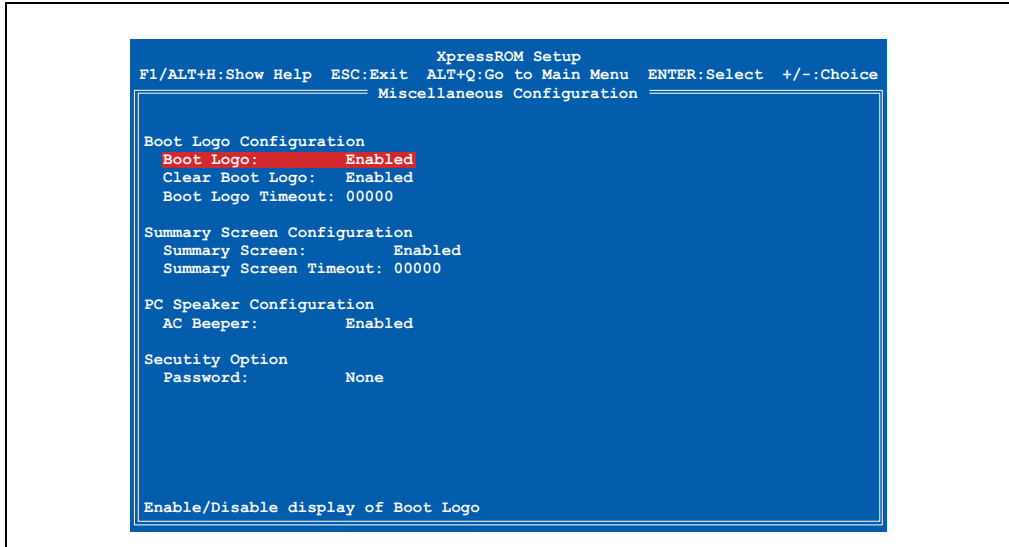 XpressROM Setup
F1/ALT+H:Show Help ESC:Exit ALT+Q:Go to Main Menu ENTER:Select +/-:Choice
Miscellaneous Configuration
Boot Logo Configuration
Boot Logo: Enabled
Clear Boot Logo: Enabled
Boot Logo Timeout: 00000
Summary Screen Configuration
Summary Screen: Enabled
Summary Screen Timeout: 00000
PC Speaker Configuration
AC Beeper: Enabled
Secutity Option
Password: None
Enable/Disable display of Boot Logo